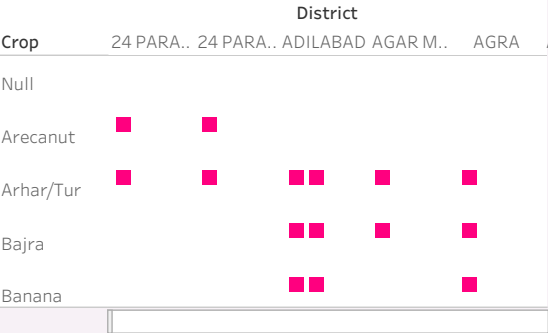 District
Crop 24 PARA.. 24 PARA.. ADILABAD AGAR M.. AGRA
Null
Arecanut
Arhar/Tur
Bajra
Banana